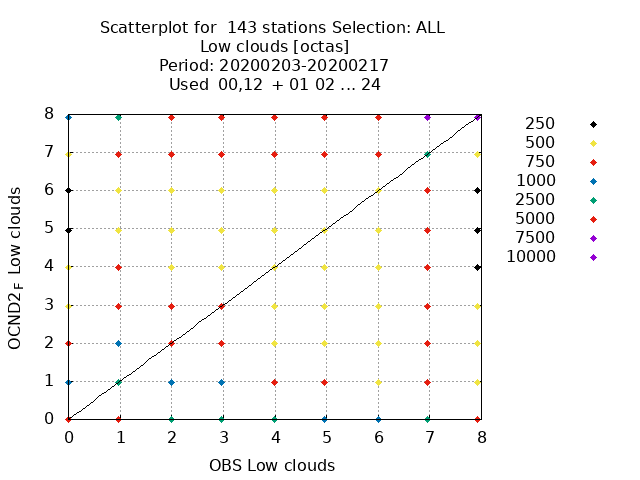 Scatterplot for  143 stations Selection: ALL
Low clouds [octas]
Period: 20200203-20200217
Used  00,12  + 01 02 ... 24
8
7
6
5
4
3
2
1
0
0 1 2 3 4 5 6 7 8
OCND2F Low clouds
OBS Low clouds
250
500
750
1000
2500
5000
7500
10000